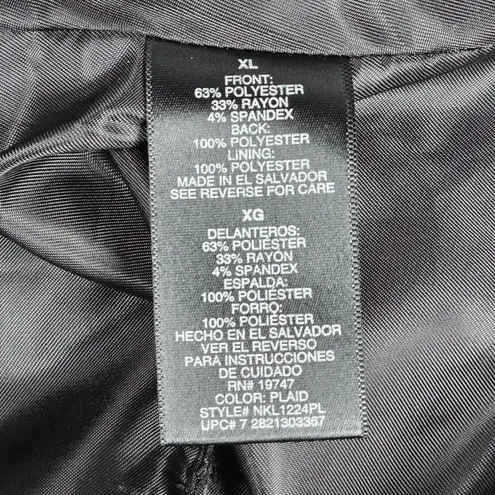 XL
FRONT:
63% POLYESTER
33% RAYON
4% SPANDEX
BACK:
100% POLYESTER
LINING:
100% POLYESTER
MADE IN EL SALVADOR
SEE REVERSE FOR CARE
XG
DELANTEROS:
63% POLIÉSTER
33% RAYON
4% SPANDEX
ESPALDA:
100% POLIÉSTER
FORRO:
100% POLIÉSTER
HECHO EN EL SALVADOR
VER EL REVERSO
PARA INSTRUCCIONES
DE CUIDADO
RN# 19747
COLOR: PLAID
STYLE# NKL1224PL
UPC# 7 2821303367